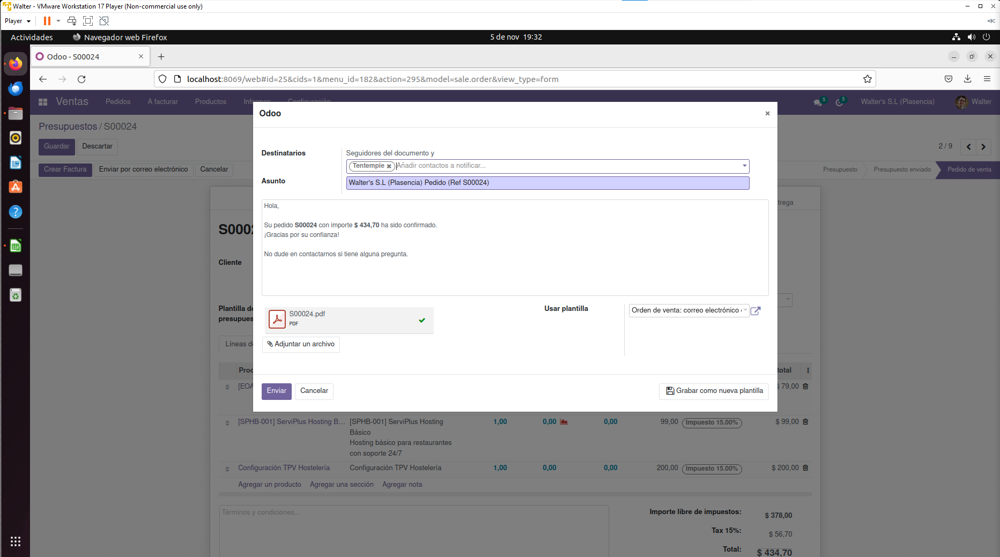 Walter - VMware Workstation 17 Player (Non-commercial use only)
Player
Actividades
Navegador web Firefox
5 de nov 19:32
Odoo - S00024
localhost:8069/web#id=25&cids=1&menu_id=182&action=295&model=sale.order&view_type=form
Ventas
Pedidos
A facturar
Productos
Informes
Configuración
5
5
Walter's S.L (Plasencia)
Walter
Presupuestos / S00024
Guardar
Descartar
2 / 9
Crear Factura
Enviar por correo electrónico
Cancelar
Presupuesto
Presupuesto enviado
Pedido de venta
Odoo
Destinatarios
Seguidores del documento y
Tentempie
Añadir contactos a notificar...
Asunto
Walter's S.L (Plasencia) Pedido (Ref S00024)
Hola,
Su pedido S00024 con importe $ 434,70 ha sido confirmado.
¡Gracias por su confianza!
No dude en contactarnos si tiene alguna pregunta.
S00024.pdf
PDF
Usar plantilla
Orden de venta: correo electrónico
Adjuntar un archivo
Enviar
Cancelar
Grabar como nueva plantilla
trega
S0002
Cliente
Plantilla de
presupues
Líneas de
Proc
total
[EOA
$ 79,00
[SPHB-001] ServiPlus Hosting B...
[SPHB-001] ServiPlus Hosting
Básico
Hosting básico para restaurantes
con soporte 24/7
1,00
0,00
0,00
99,00
Impuesto 15.00%
$ 99,00
Configuración TPV Hostelería
Configuración TPV Hostelería
1,00
0,00
0,00
200,00
Impuesto 15.00%
$ 200,00
Agregar un producto
Agregar una sección
Agregar nota
Términos y condiciones...
Importe libre de impuestos:
$ 378,00
Tax 15%:
$ 56,70
Total:
$ 434,70